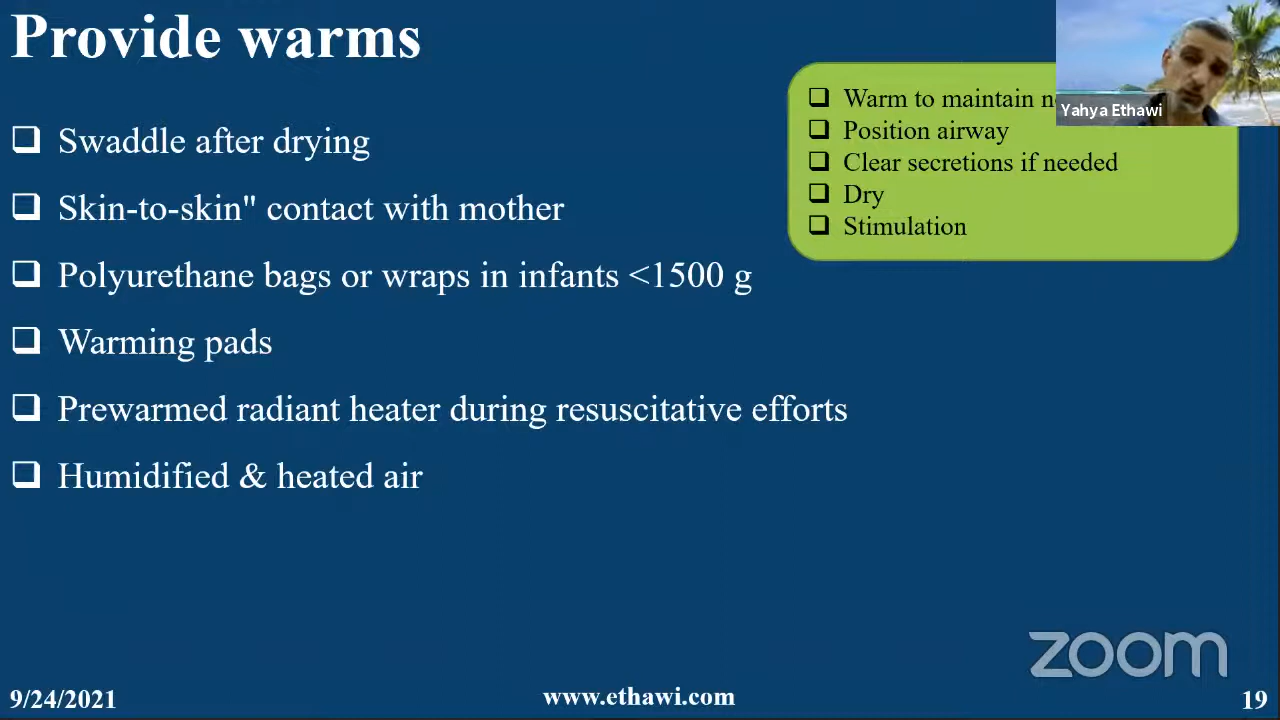 Provide warms
Swaddle after drying
Skin-to-skin" contact with mother
Polyurethane bags or wraps in infants <1500 g
Warming pads
Prewarmed radiant heater during resuscitative efforts
Humidified & heated air
Warm to maintain
Position airway
Clear secretions if needed
Dry
Stimulation
Yahya Ethawi
zoom
9/24/2021
www.ethawi.com
19